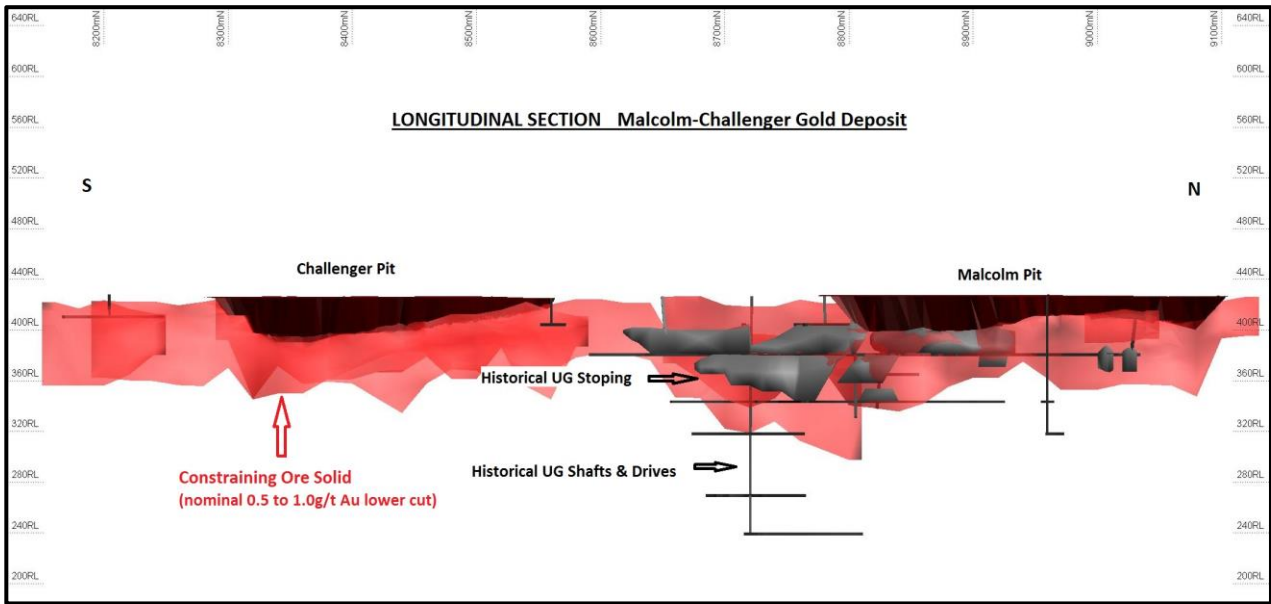 8200mN
8300mN
8400mN
8500mN
8600mN
8700mN
8800mN
8900mN
9000mN
9100mN
640RL 640RL
600RL 600RL
560RL 560RL
LONGITUDINAL SECTION Malcolm-Challenger Gold Deposit
520RL 520RL
S N
480RL 480RL
Challenger Pit Malcolm Pit
440RL 440RL
400RL 400RL
Historical UG Stoping
360RL 360RL
320RL 320RL
Historical UG Shafts & Drives
Constraining Ore Solid
(nominal 0.5 to 1.0g/t Au lower cut)
280RL 280RL
240RL 240RL
200RL 200RL